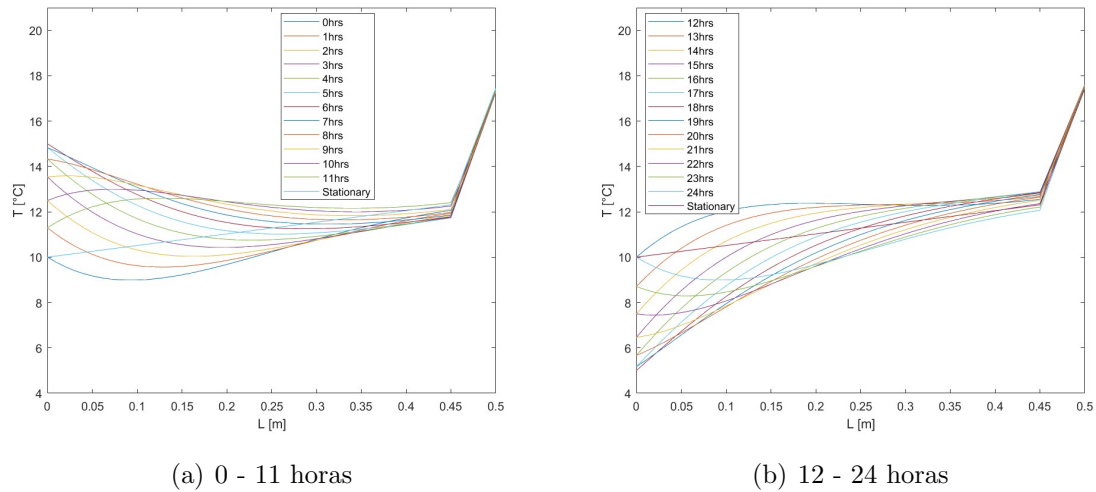 20
18
16
14
12
10
8
6
4
T [°C]
0
0.05
0.1
0.15
0.2
0.25
0.3
0.35
0.4
0.45
0.5
L [m]
0hrs
1hrs
2hrs
3hrs
4hrs
5hrs
6hrs
7hrs
8hrs
9hrs
10hrs
11hrs
Stationary
(a) 0 - 11 horas
20
18
16
14
12
10
8
6
4
T [°C]
0
0.05
0.1
0.15
0.2
0.25
0.3
0.35
0.4
0.45
0.5
L [m]
12hrs
13hrs
14hrs
15hrs
16hrs
17hrs
18hrs
19hrs
20hrs
21hrs
22hrs
23hrs
24hrs
Stationary
(b) 12 - 24 horas